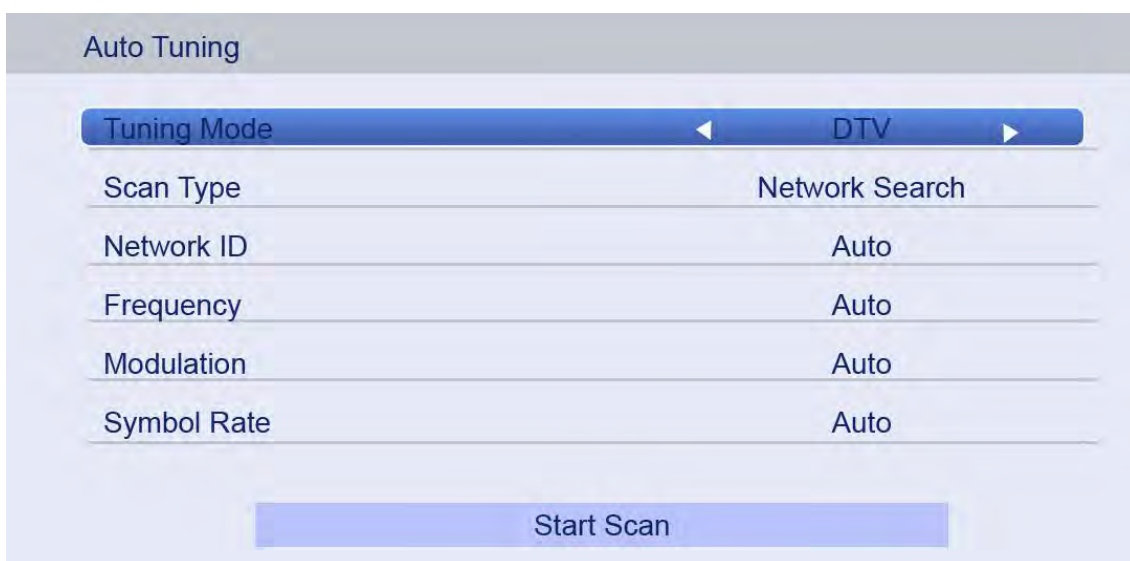 Auto Tuning
Tuning Mode DTV
Scan Type Network Search
Network ID Auto
Frequency Auto
Modulation Auto
Symbol Rate Auto
Start Scan